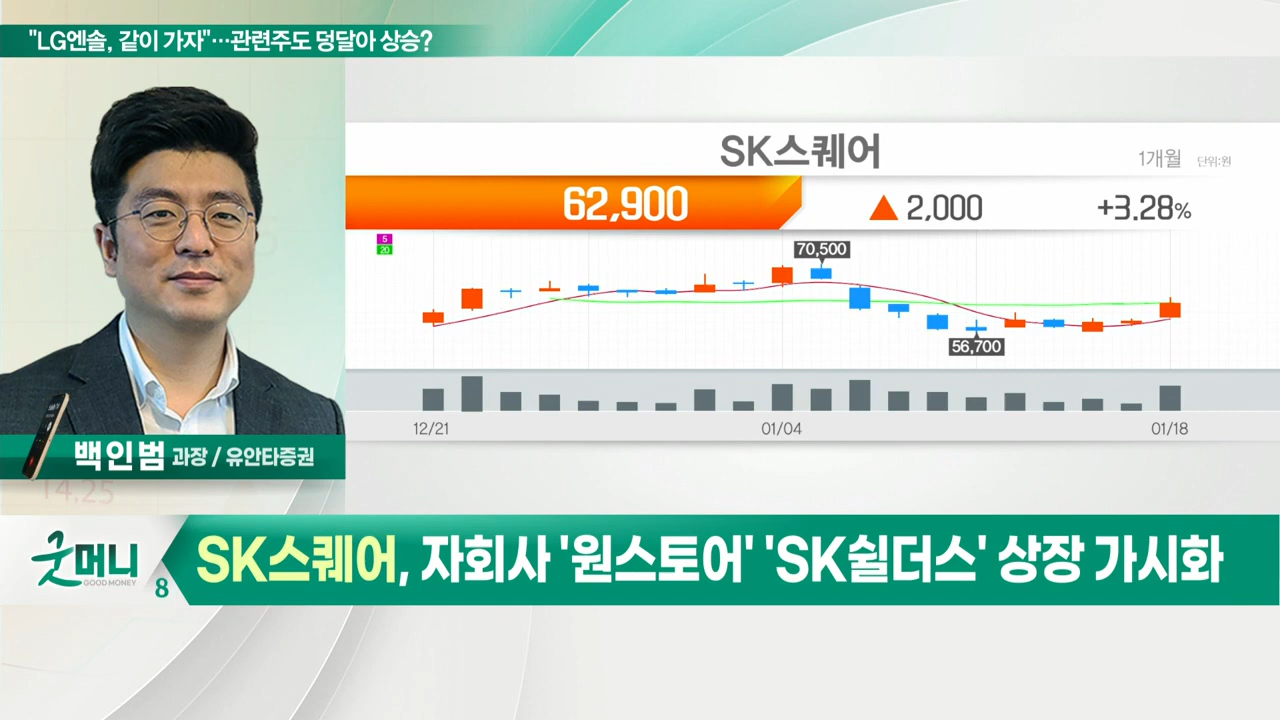 "LG엔솔, 같이 가자"…관련주도 덩달아 상승?
SK스퀘어
1개월 단위:원
62,900 ▲ 2,000 +3.28%
5
20
70,500
56,700
12/21 01/04 01/18
백인범 과장 / 유안타증권
14.25
굿머니
GOOD MONEY
8
SK스퀘어, 자회사 '원스토어' 'SK쉴더스' 상장 가시화